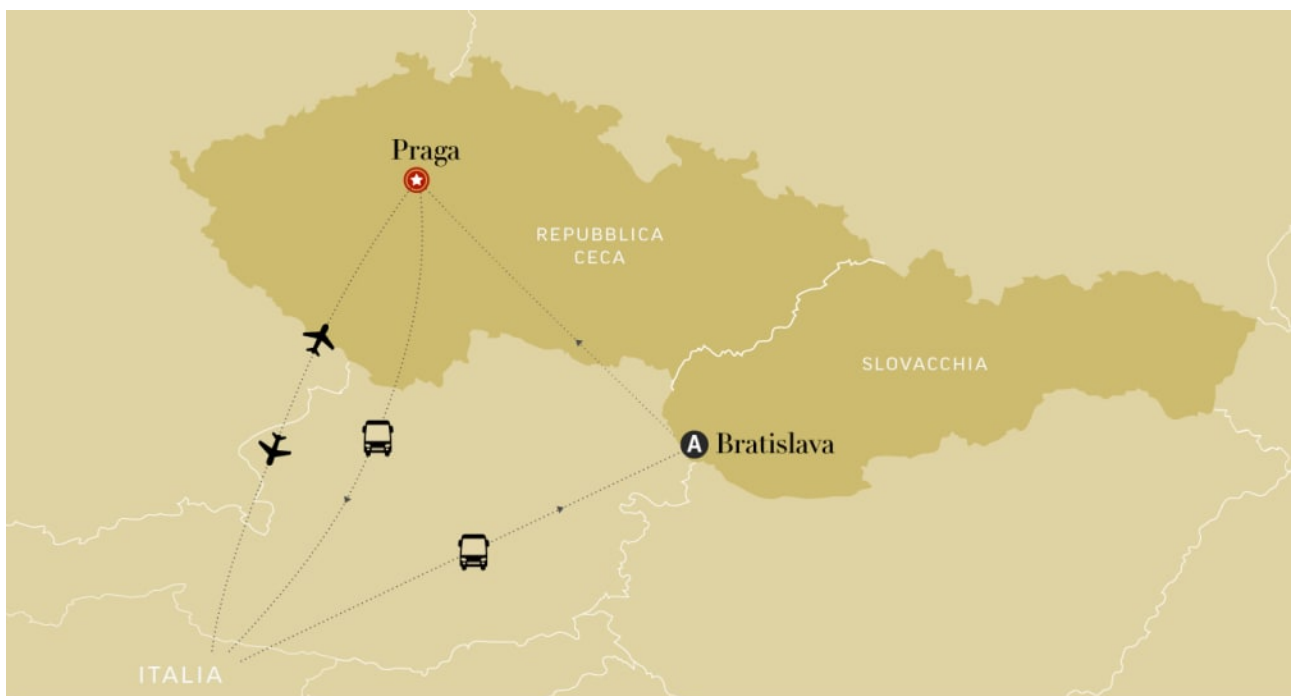 Praga
REPUBBLICA
CECA
SLOVACCHIA
A Bratislava
ITALIA